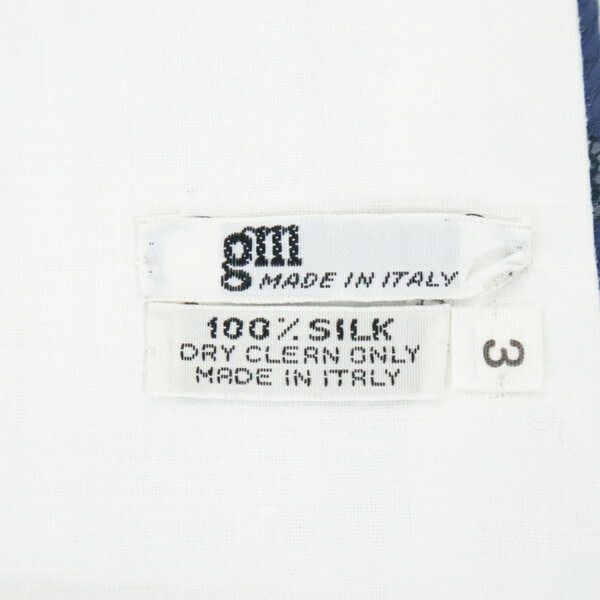 gm
MADE IN ITALY
100% SILK
DRY CLEAN ONLY
MADE IN ITALY
3